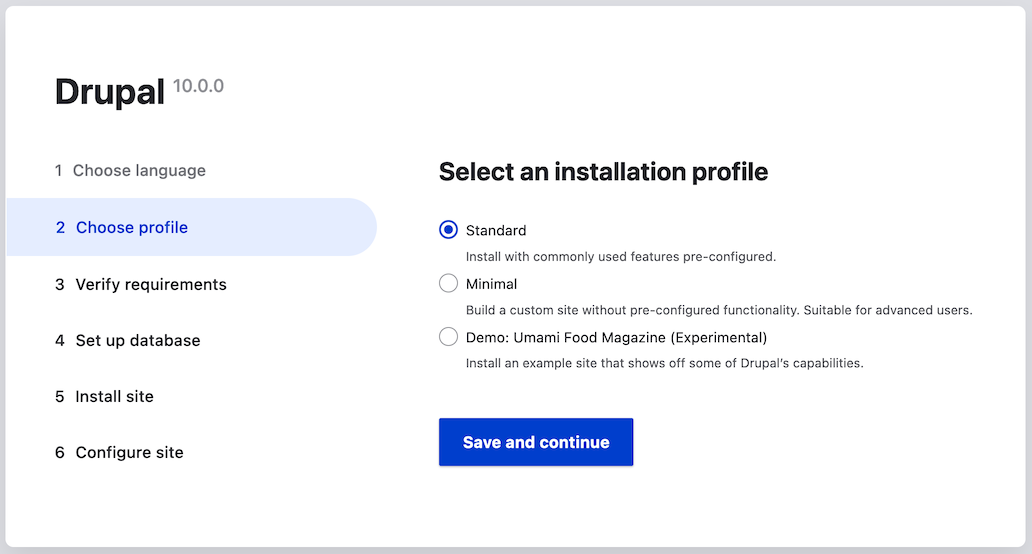 Drupal 10.0.0
1 Choose language
2 Choose profile
3 Verify requirements
4 Set up database
5 Install site
6 Configure site
Select an installation profile
Standard
Install with commonly used features pre-configured.
Minimal
Build a custom site without pre-configured functionality. Suitable for advanced users.
Demo: Umami Food Magazine (Experimental)
Install an example site that shows off some of Drupal's capabilities.
Save and continue